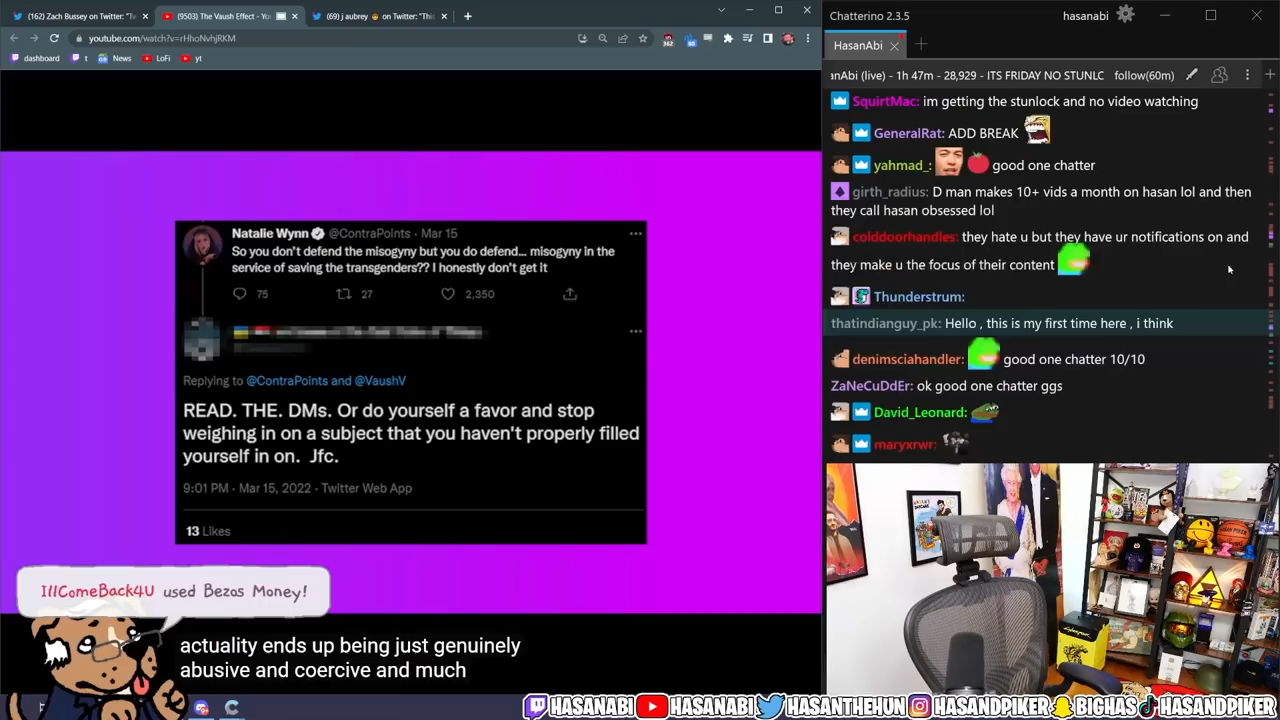 (162) Zach Bussey on Twitter: "Tw
(9503) The Vaush Effect - Yo
(69) j aubrey on Twitter: "This
youtube.com/watch?v=rHhoNvhjRKM
dashboard
t
News
LoFi
yt
Natalie Wynn @ContraPoints · Mar 15
So you don't defend the misogyny but you do defend... misogyny in the
service of saving the transgenders?? I honestly don't get it
75
27
2,350
Replying to @ContraPoints and @VaushV
READ. THE. DMs. Or do yourself a favor and stop
weighing in on a subject that you haven't properly filled
yourself in on. Jfc.
9:01 PM · Mar 15, 2022 · Twitter Web App
13 Likes
IllComeBack4U used Bezos Money!
actuality ends up being just genuinely
abusive and coercive and much
Chatterino 2.3.5
hasanabi
HasanAbi
anAbi (live) - 1h 47m - 28,929 - ITS FRIDAY NO STUNLC
follow(60m)
SquirtMac: im getting the stunlock and no video watching
GeneralRat: ADD BREAK
yahmad_: good one chatter
girth_radius: D man makes 10+ vids a month on hasan lol and then
they call hasan obsessed lol
colddoorhandles: they hate u but they have ur notifications on and
they make u the focus of their content
Thunderstrum:
thatindianguy_pk: Hello , this is my first time here , i think
denimsciahandler: good one chatter 10/10
ZaNeCuDdEr: ok good one chatter ggs
David_Leonard:
maryxrwr:
HASANABI
HASANABI
HASANTHEHUN
HASANDPIKER
BIGHAS
HASANDPIKER